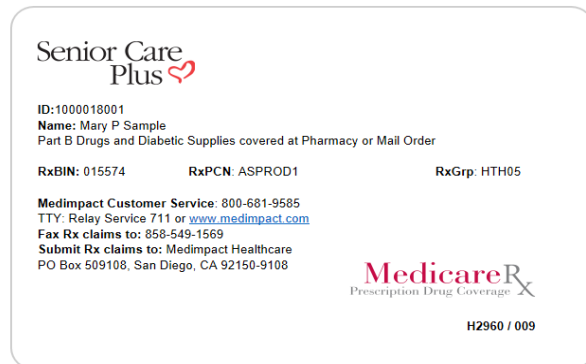 Senior Care
Plus
ID:1000018001
Name: Mary P Sample
Part B Drugs and Diabetic Supplies covered at Pharmacy or Mail Order
RxBIN: 015574 RxPCN: ASPROD1 RxGrp: HTH05
Medimpact Customer Service: 800-681-9585
TTY: Relay Service 711 or www.medimpact.com
Fax Rx claims to: 858-549-1569
Submit Rx claims to: Medimpact Healthcare
PO Box 509108, San Diego, CA 92150-9108
MedicareRx
Prescription Drug Coverage
H2960 / 009